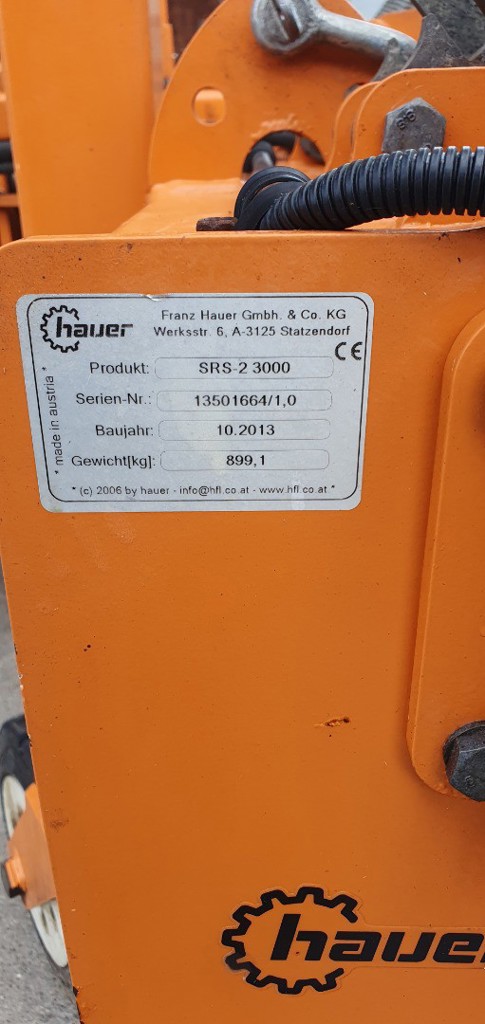 8.8
hauer
Franz Hauer Gmbh. & Co. KG
Werksstr. 6, A-3125 Statzendorf
CE
Produkt: SRS-2 3000
Serien-Nr.: 13501664/1,0
Baujahr: 10.2013
Gewicht[kg]: 899,1
* made in austria *
* (c) 2006 by hauer - info@hfl.co.at - www.hfl.co.at *
hauer